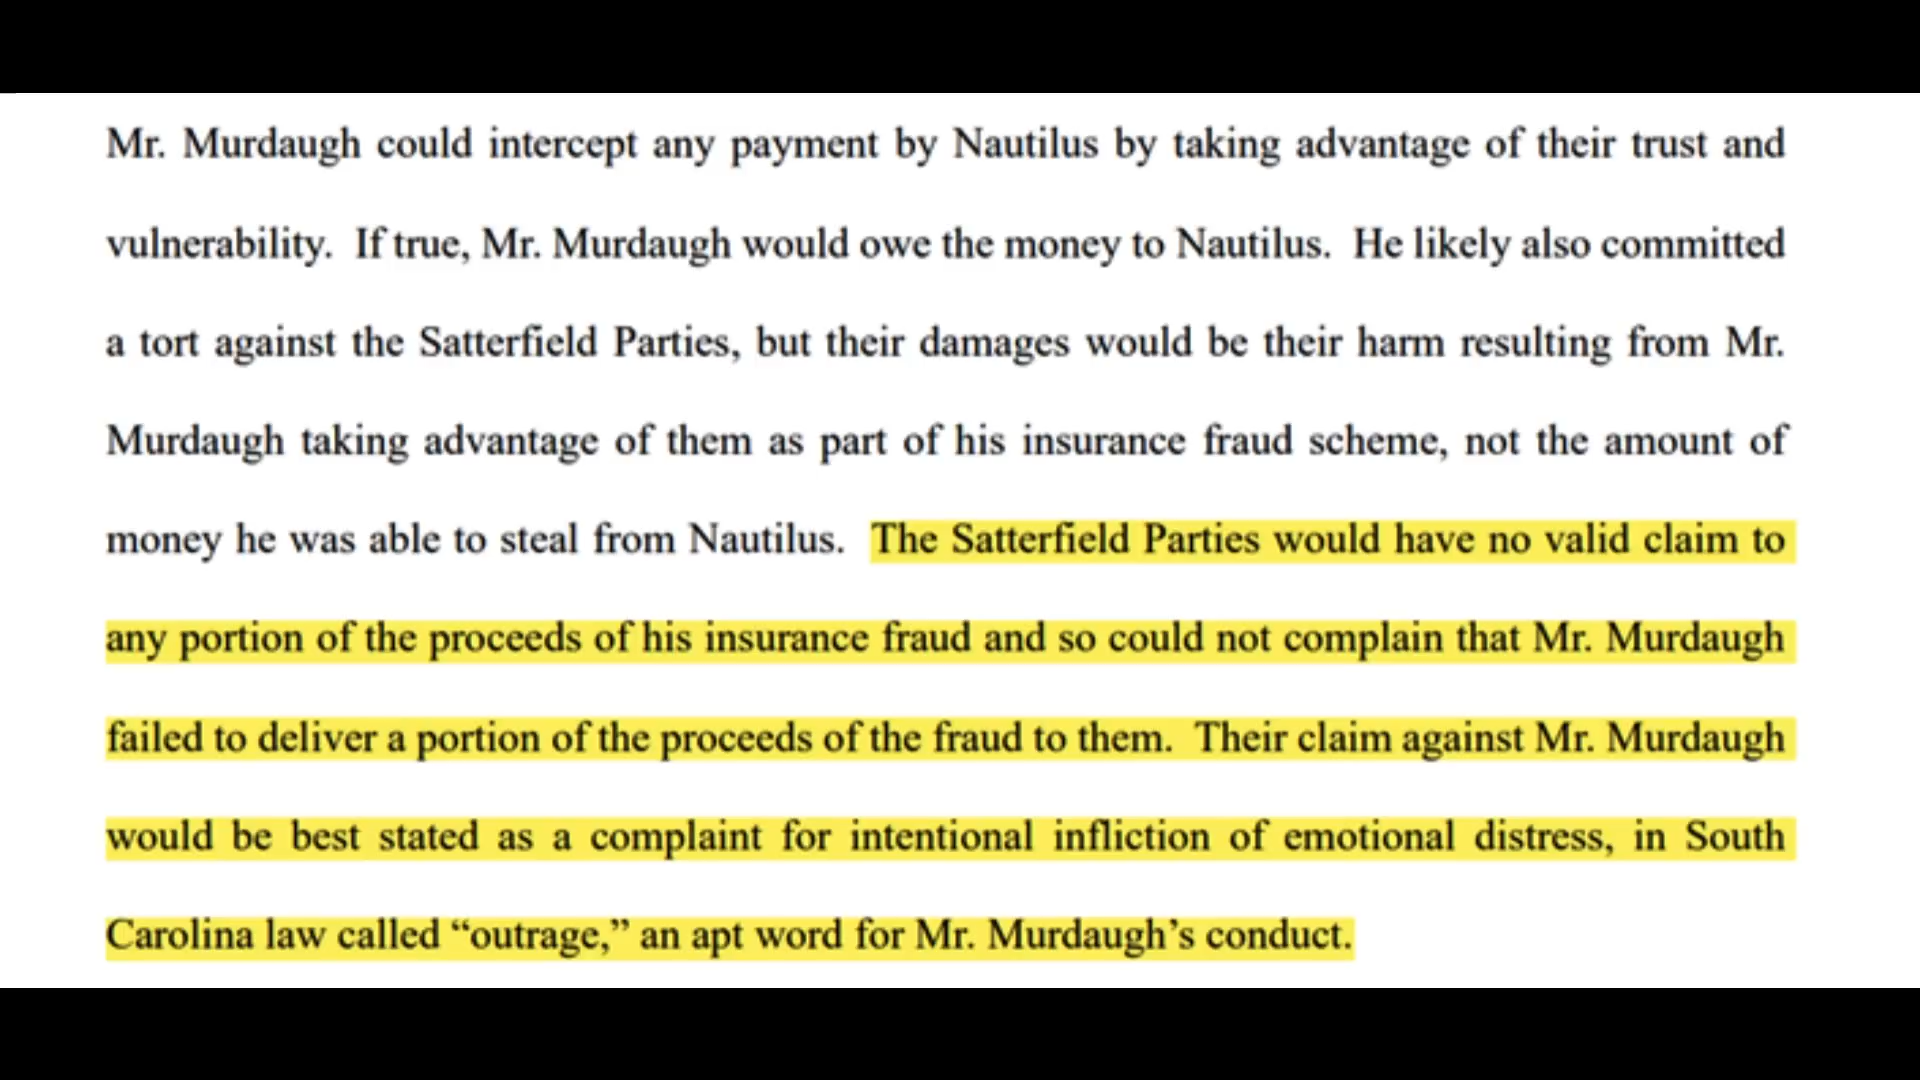 Mr. Murdaugh could intercept any payment by Nautilus by taking advantage of their trust and
vulnerability.  If true, Mr. Murdaugh would owe the money to Nautilus.  He likely also committed
a tort against the Satterfield Parties, but their damages would be their harm resulting from Mr.
Murdaugh taking advantage of them as part of his insurance fraud scheme, not the amount of
money he was able to steal from Nautilus.  The Satterfield Parties would have no valid claim to
any portion of the proceeds of his insurance fraud and so could not complain that Mr. Murdaugh
failed to deliver a portion of the proceeds of the fraud to them.  Their claim against Mr. Murdaugh
would be best stated as a complaint for intentional infliction of emotional distress, in South
Carolina law called “outrage,” an apt word for Mr. Murdaugh’s conduct.